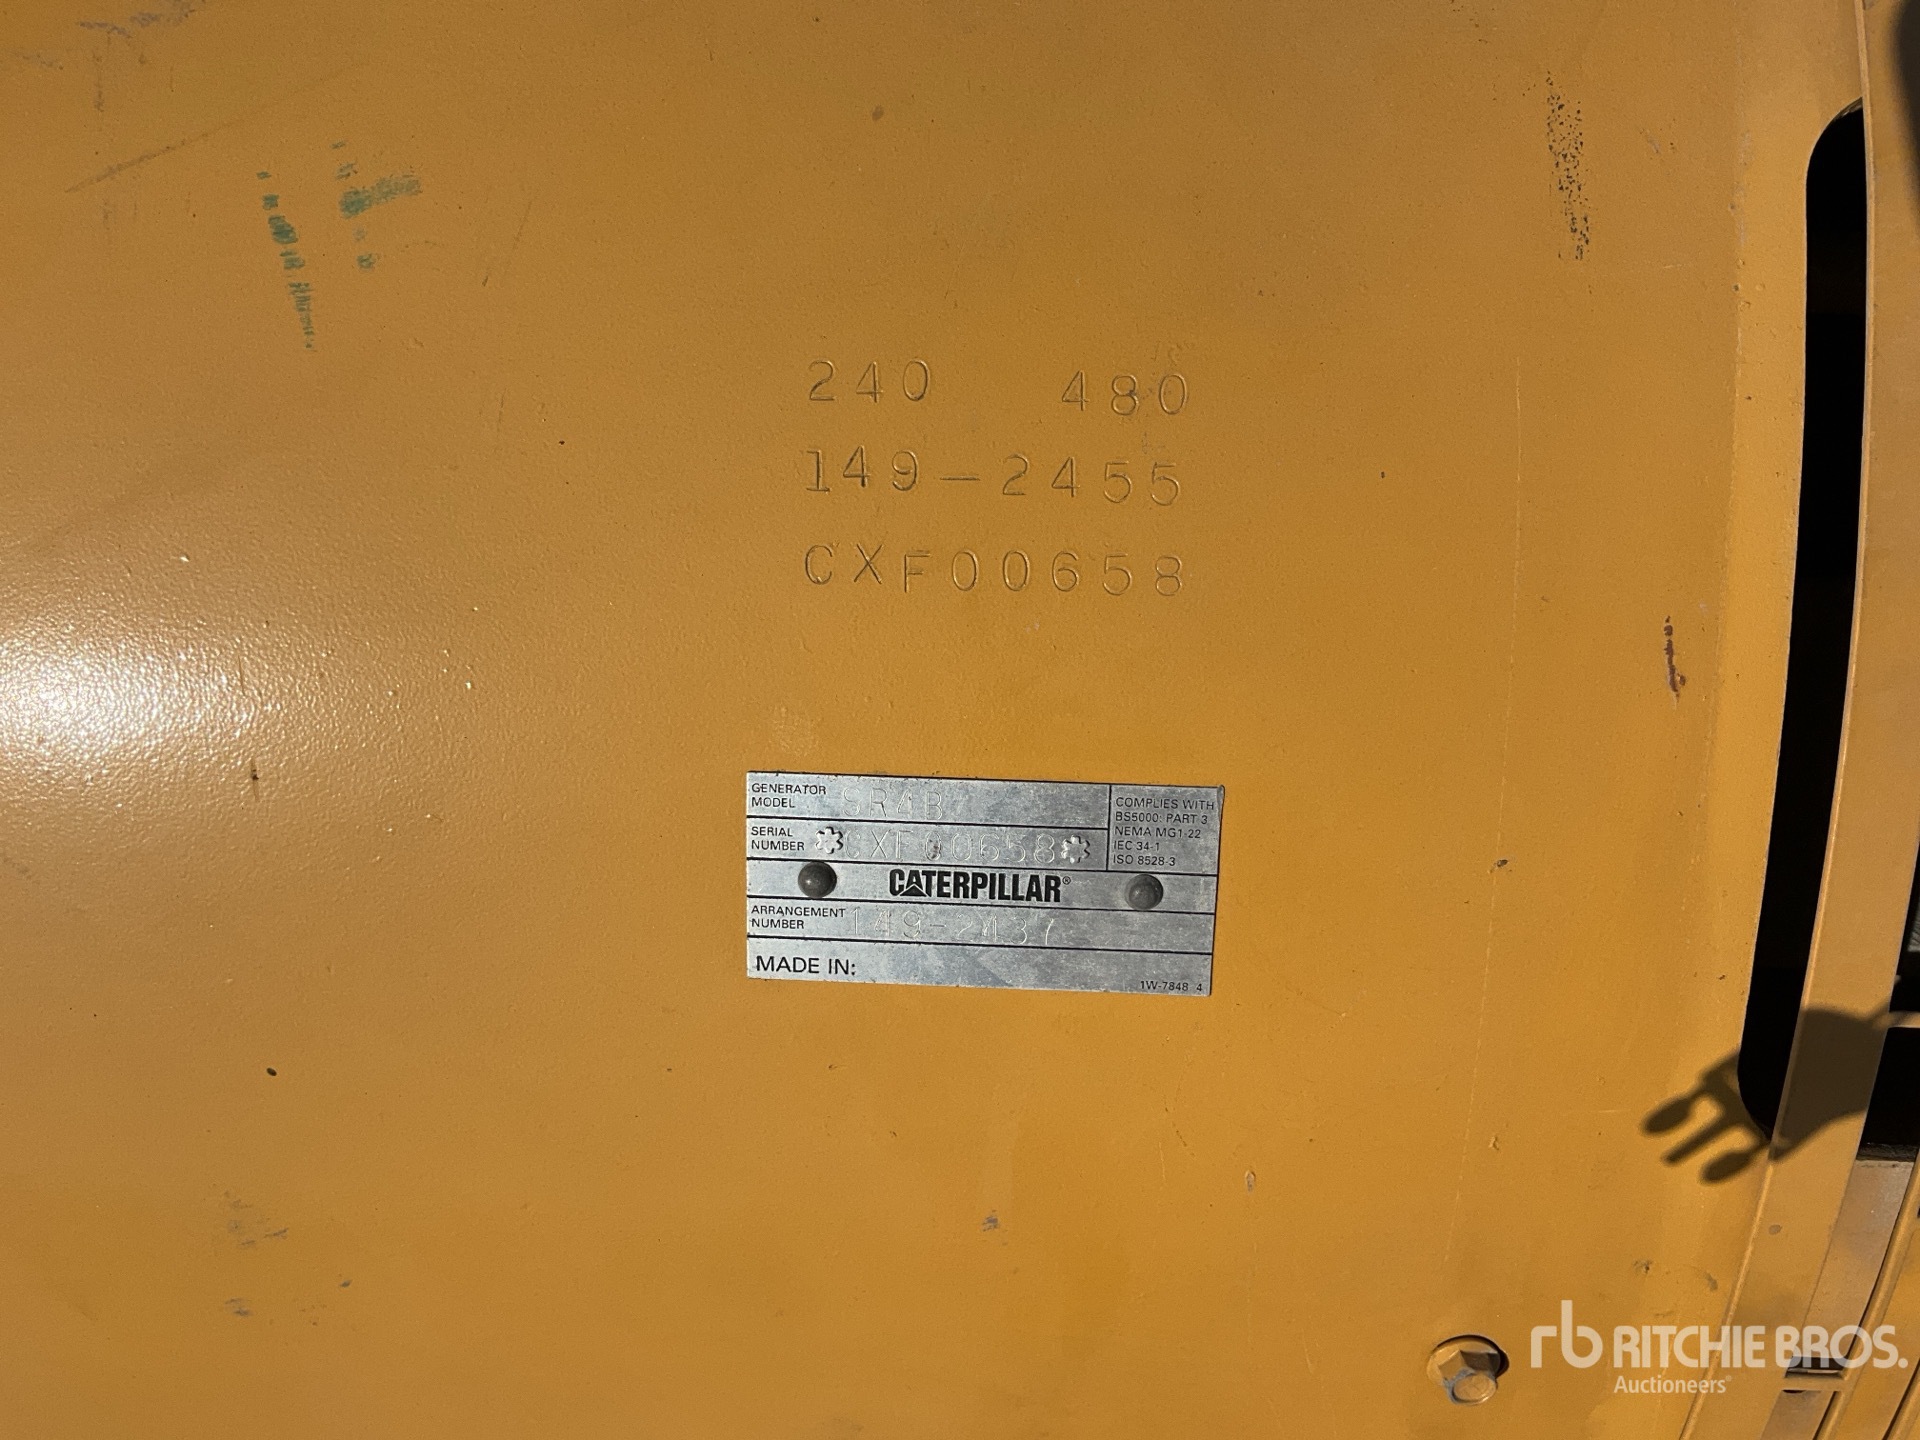 240 480
149-2455
CXF00658
GENERATOR MODEL SR4B
SERIAL NUMBER *CXF00658*
COMPLIES WITH
BS5000: PART 3
NEMA MG1-22
IEC 34-1
ISO 8528-3
CATERPILLAR®
ARRANGEMENT NUMBER 149-2437
MADE IN:
1W-7848 4
rb RITCHIE BROS.
Auctioneers